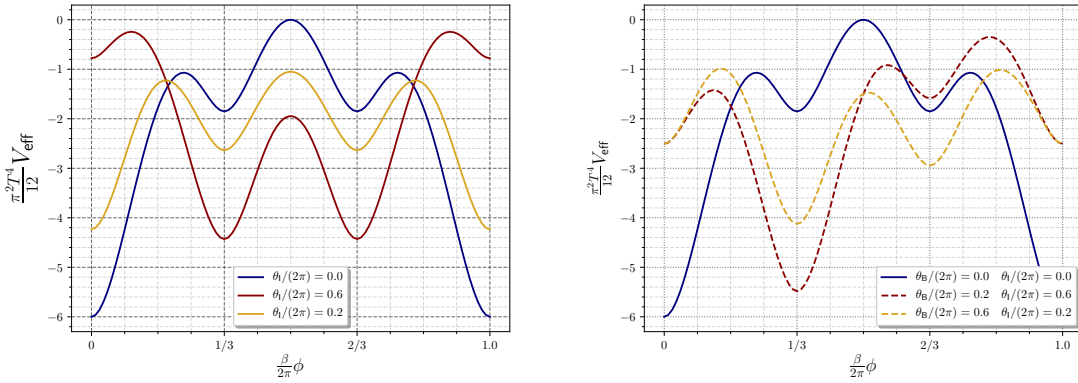 0
−1
−2
−3
−4
−5
−6
π²T⁴/12 V_eff
θ_I/(2π) = 0.0
θ_I/(2π) = 0.6
θ_I/(2π) = 0.2
0
1/3
2/3
1.0
β/2π ϕ
0
−1
−2
−3
−4
−5
−6
π²T⁴/12 V_eff
θ_B/(2π) = 0.0 θ_I/(2π) = 0.0
θ_B/(2π) = 0.2 θ_I/(2π) = 0.6
θ_B/(2π) = 0.6 θ_I/(2π) = 0.2
0
1/3
2/3
1.0
β/2π ϕ